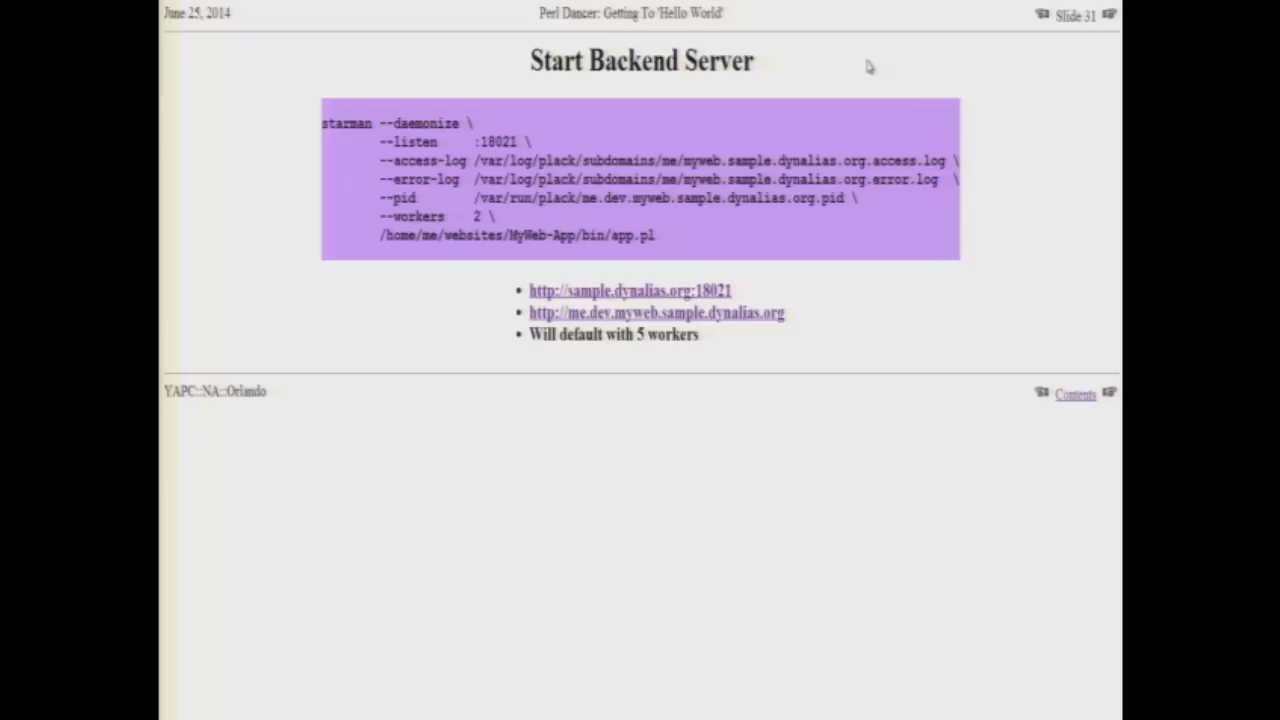 June 25, 2014
Perl Dancer: Getting To 'Hello World'
Slide 31
Start Backend Server
starman --daemonize \
--listen :18021 \
--access-log /var/log/plack/subdomains/me/myweb.sample.dynalias.org.access.log \
--error-log /var/log/plack/subdomains/me/myweb.sample.dynalias.org.error.log \
--pid /var/run/plack/me.dev.myweb.sample.dynalias.org.pid \
--workers 2 \
/home/me/websites/MyWeb-App/bin/app.pl
• http://sample.dynalias.org:18021
• http://me.dev.myweb.sample.dynalias.org
• Will default with 5 workers
YAPC::NA::Orlando
Contents